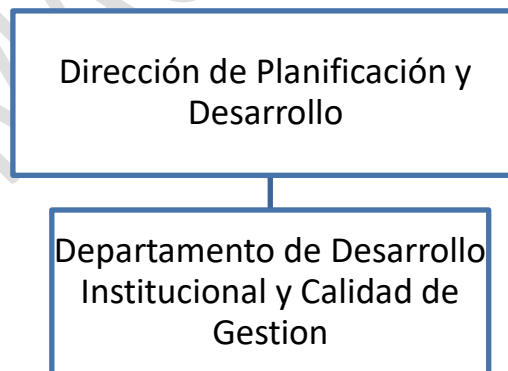 Dirección de Planificación y
Desarrollo
Departamento de Desarrollo
Institucional y Calidad de
Gestion